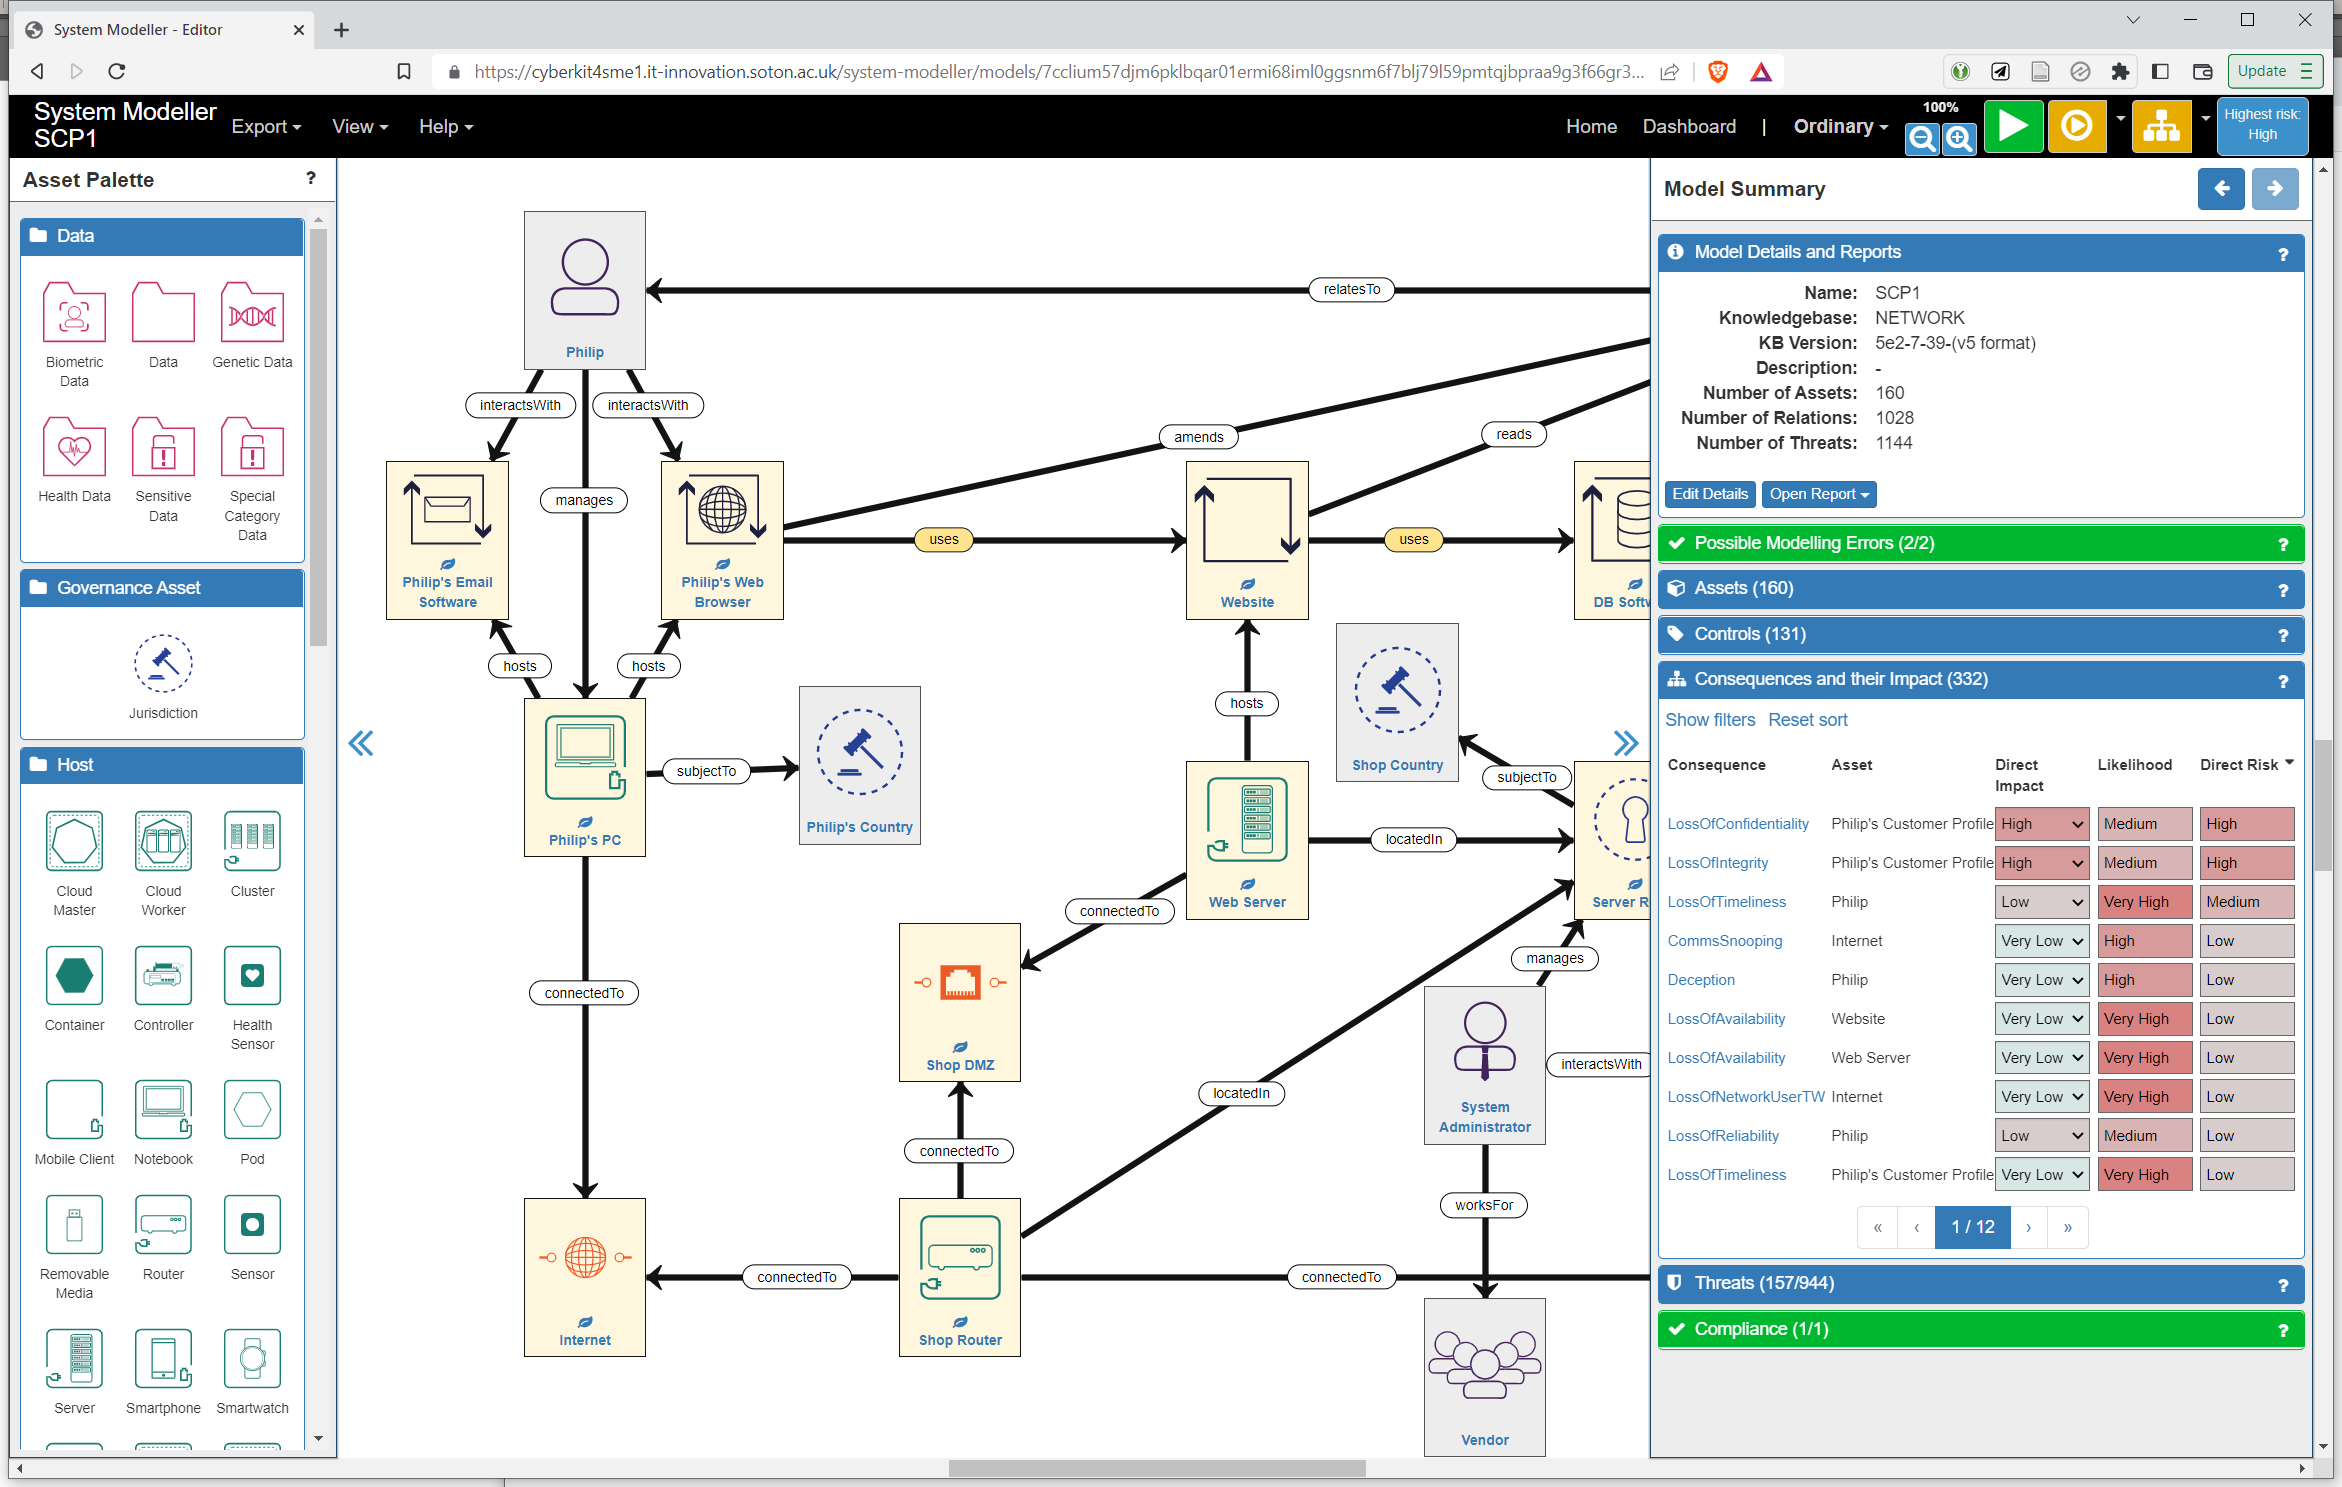 System Modeller - Editor
https://cyberkit4sme1.it-innovation.soton.ac.uk/system-modeller/models/7cclium57djm6pklbqar01ermi68iml0ggsnm6f7blj79l59pmtqjbpraa9g3f66gr3...
Update
System Modeller
SCP1
Export
View
Help
Home
Dashboard
|
Ordinary
100%
Highest risk:
High
Asset Palette
?
Data
Biometric
Data
Data
Genetic Data
Health Data
Sensitive
Data
Special
Category
Data
Governance Asset
Jurisdiction
Host
Cloud
Master
Cloud
Worker
Cluster
Container
Controller
Health
Sensor
Mobile Client
Notebook
Pod
Removable
Media
Router
Sensor
Server
Smartphone
Smartwatch
Philip
relatesTo
interactsWith
interactsWith
manages
amends
reads
Philip's Email
Software
Philip's Web
Browser
uses
Website
uses
DB Softw
hosts
hosts
hosts
Philip's PC
subjectTo
Philip's Country
Shop Country
subjectTo
Web Server
locatedIn
Server R
connectedTo
connectedTo
Shop DMZ
manages
System
Administrator
interactsWith
locatedIn
connectedTo
worksFor
Internet
connectedTo
Shop Router
connectedTo
Vendor
Model Summary
Model Details and Reports
?
Name: SCP1
Knowledgebase: NETWORK
KB Version: 5e2-7-39-(v5 format)
Description: -
Number of Assets: 160
Number of Relations: 1028
Number of Threats: 1144
Edit Details
Open Report
Possible Modelling Errors (2/2)
?
Assets (160)
?
Controls (131)
?
Consequences and their Impact (332)
?
Show filters Reset sort
Consequence Asset Direct Impact Likelihood Direct Risk
LossOfConfidentiality Philip's Customer Profile High Medium High
LossOfIntegrity Philip's Customer Profile High Medium High
LossOfTimeliness Philip Low Very High Medium
CommsSnooping Internet Very Low High Low
Deception Philip Very Low High Low
LossOfAvailability Website Very Low Very High Low
LossOfAvailability Web Server Very Low Very High Low
LossOfNetworkUserTW Internet Very Low Very High Low
LossOfReliability Philip Low Medium Low
LossOfTimeliness Philip's Customer Profile Very Low Very High Low
« ‹ 1 / 12 › »
Threats (157/944)
?
Compliance (1/1)
?